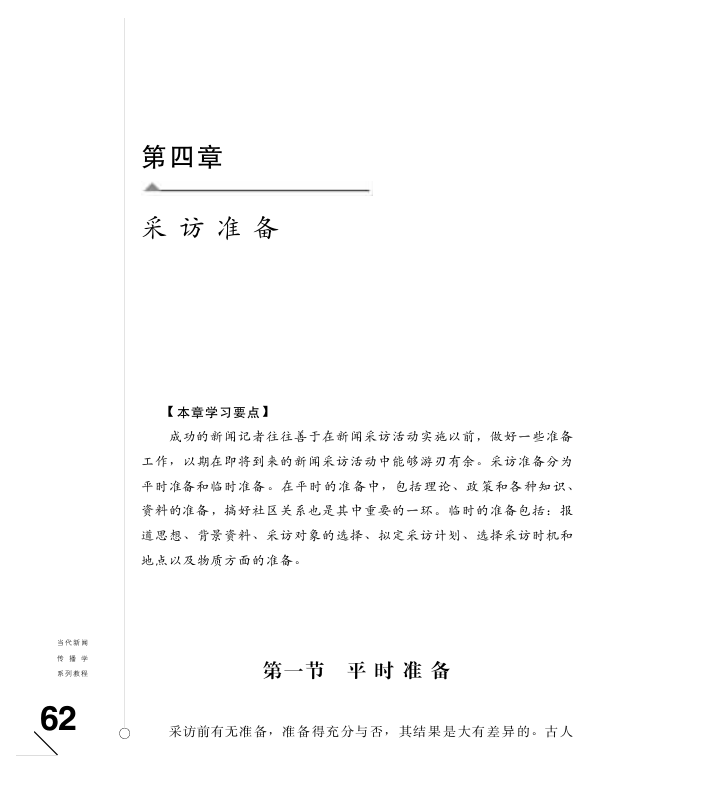 第四章
采访准备
【本章学习要点】
成功的新闻记者往往善于在新闻采访活动实施以前，做好一些准备
工作，以期在即将到来的新闻采访活动中能够游刃有余。采访准备分为
平时准备和临时准备。在平时的准备中，包括理论、政策和各种知识、
资料的准备，搞好社区关系也是其中重要的一环。临时的准备包括：报
道思想、背景资料、采访对象的选择、拟定采访计划、选择采访时机和
地点以及物质方面的准备。
当代新闻
传播学
系列教程
第一节 平时准备
62
采访前有无准备，准备得充分与否，其结果是大有差异的。古人